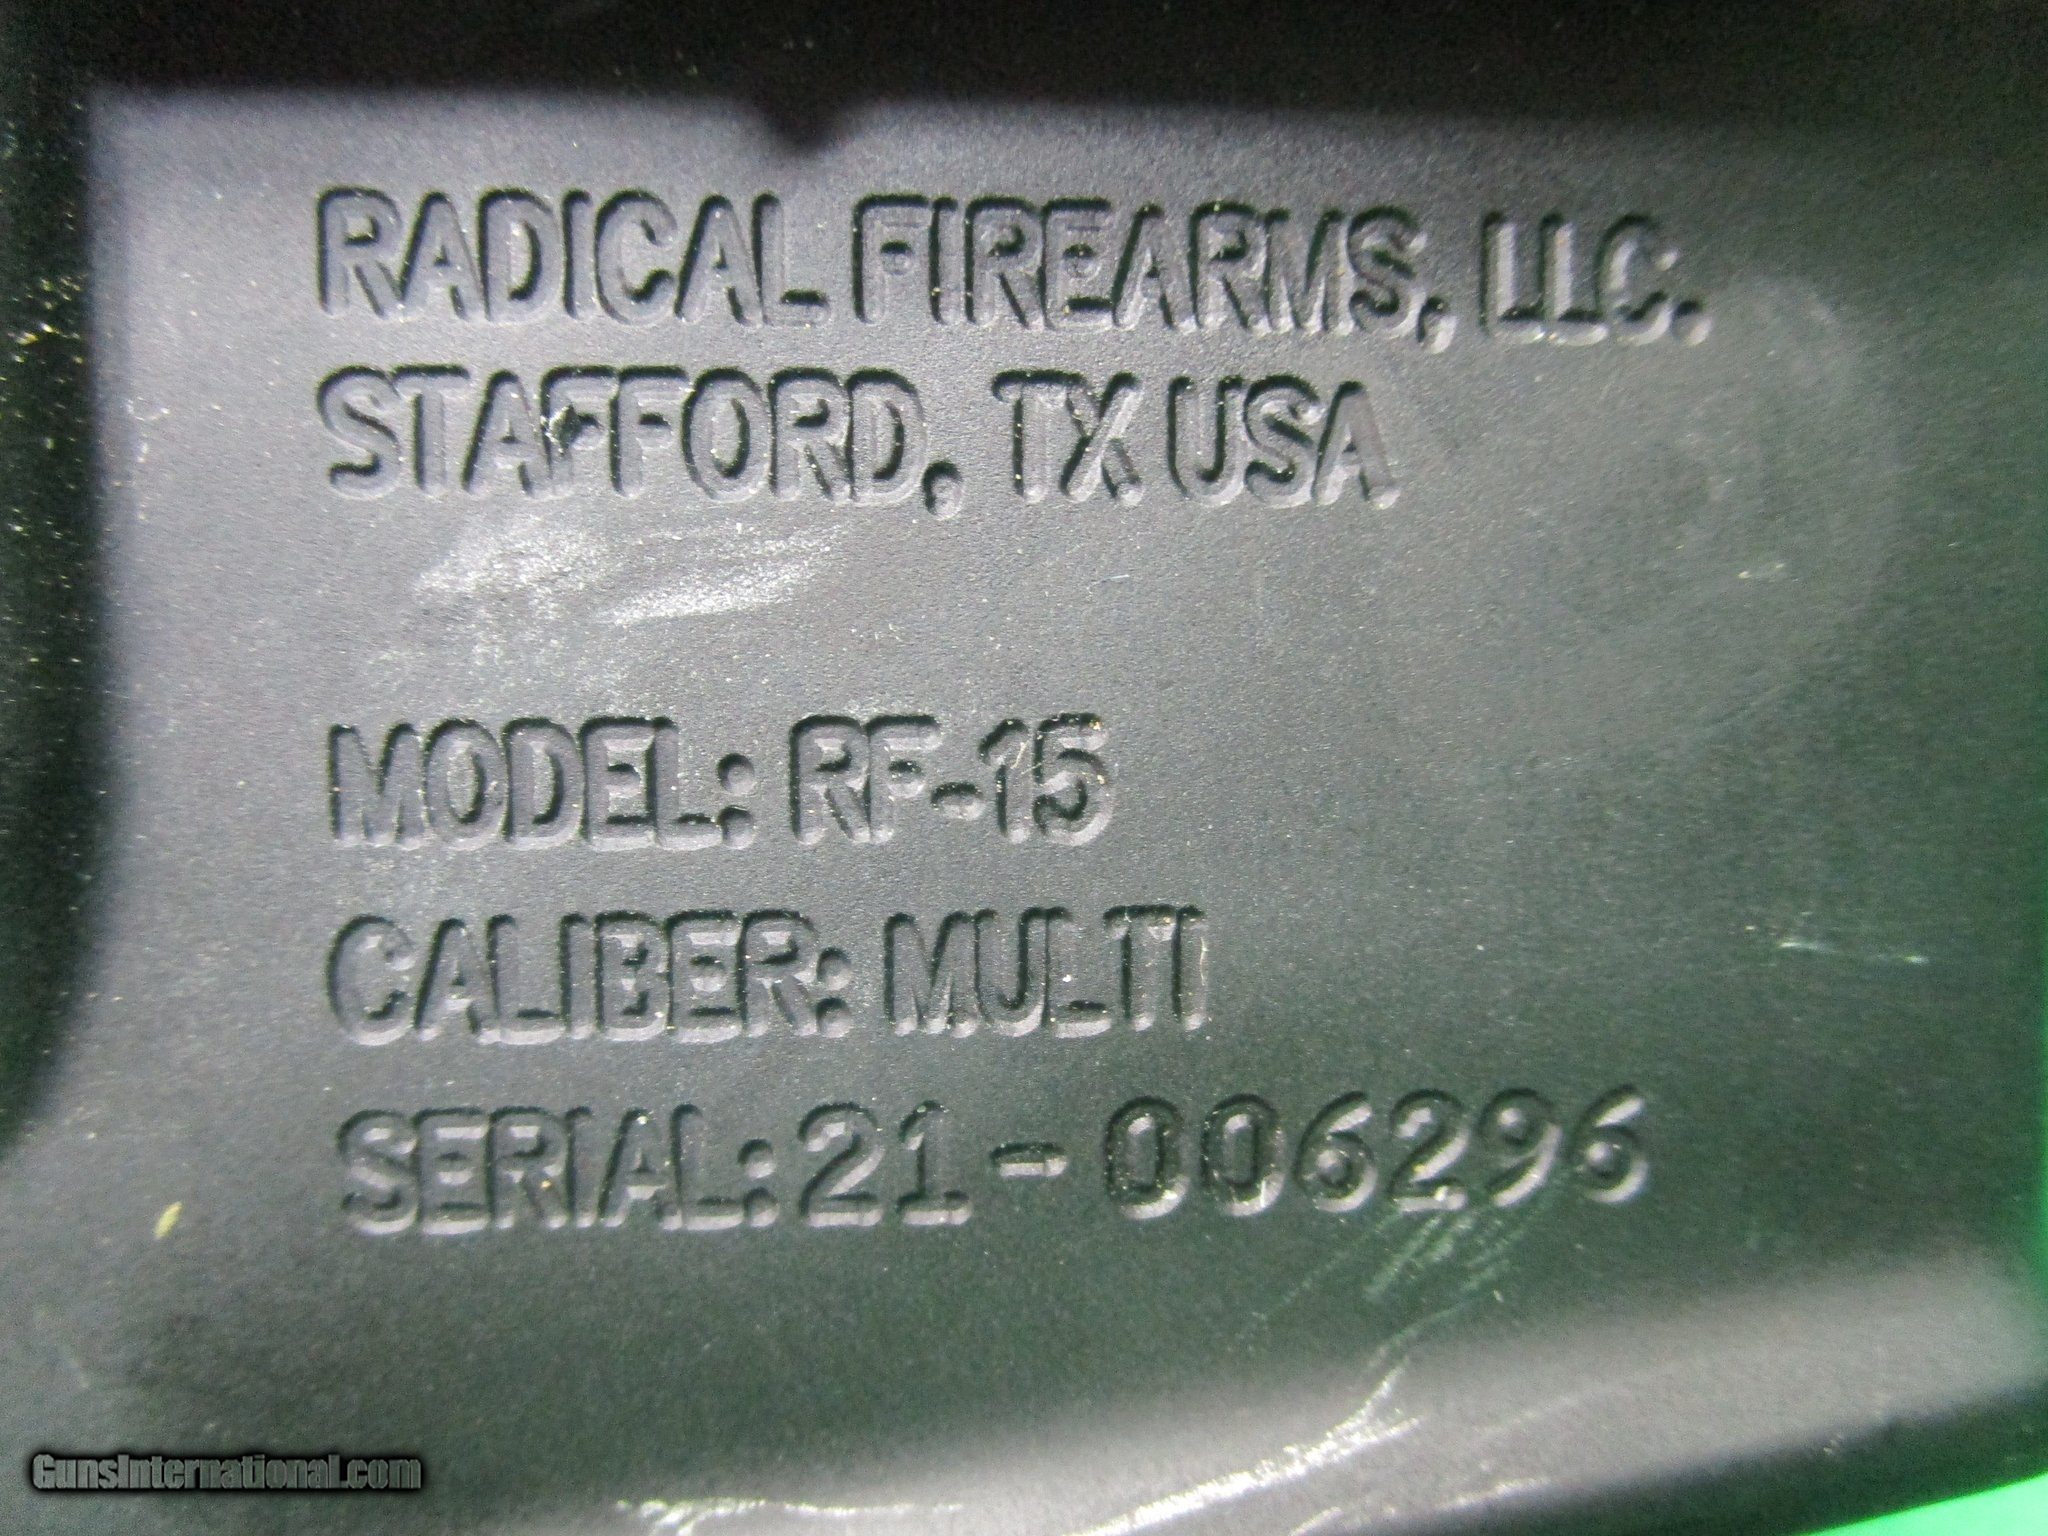 RADICAL FIREARMS, LLC.
STAFFORD, TX USA
MODEL: RF-15
CALIBER: MULTI
SERIAL: 21-006296
GunsInternational.com